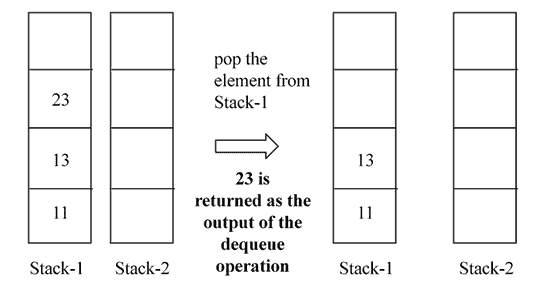 23
13
11
Stack-1
Stack-2
pop the
element from
Stack-1
23 is
returned as the
output of the
dequeue
operation
13
11
Stack-1
Stack-2